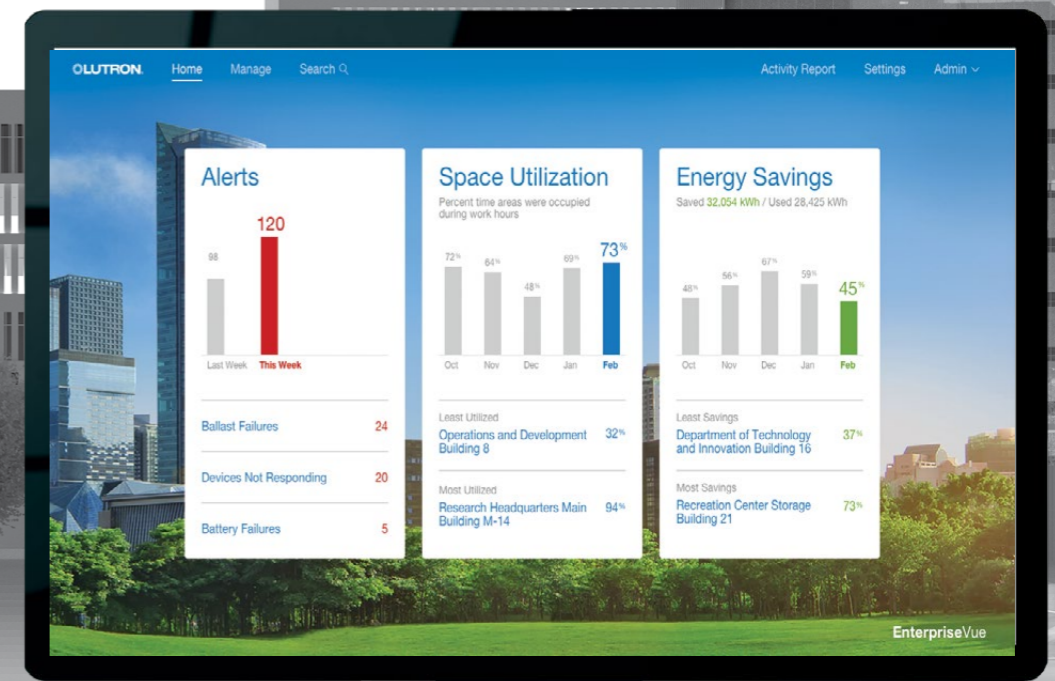 LUTRON
Home
Manage
Search
Activity Report
Settings
Admin
Alerts
120
98
Last Week
This Week
Ballast Failures 24
Devices Not Responding 20
Battery Failures 5
Space Utilization
Percent time areas were occupied
during work hours
72%
64%
48%
69%
73%
Oct
Nov
Dec
Jan
Feb
Least Utilized
Operations and Development 32%
Building 8
Most Utilized
Research Headquarters Main 94%
Building M-14
Energy Savings
Saved 32,054 kWh / Used 28,425 kWh
48%
56%
67%
59%
45%
Oct
Nov
Dec
Jan
Feb
Least Savings
Department of Technology 37%
and Innovation Building 16
Most Savings
Recreation Center Storage 73%
Building 21
EnterpriseVue